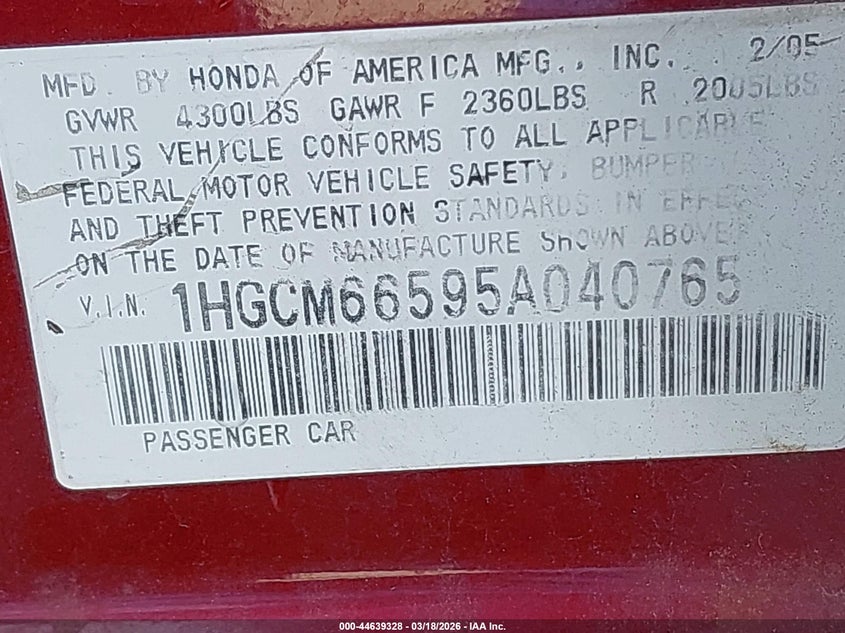 MFD. BY HONDA OF AMERICA MFG., INC. 2/05
GVWR 4300LBS GAWR F 2360LBS R 2005LBS
THIS VEHICLE CONFORMS TO ALL APPLICABLE
FEDERAL MOTOR VEHICLE SAFETY, BUMPER
AND THEFT PREVENTION STANDARDS IN EFFECT
ON THE DATE OF MANUFACTURE SHOWN ABOVE.
V.I.N. 1HGCM66595A040765
PASSENGER CAR
000-44639328 - 03/18/2026 - IAA Inc.